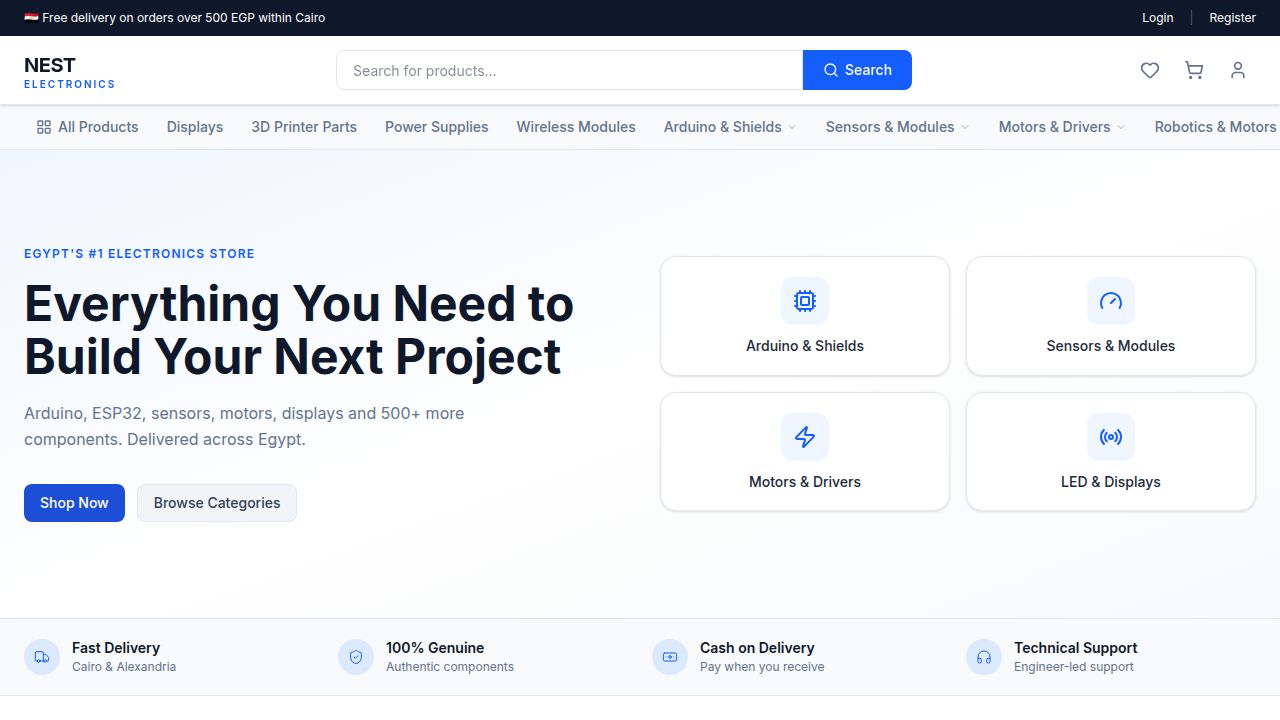 🇪🇬 Free delivery on orders over 500 EGP within Cairo
Login
Register
NEST
ELECTRONICS
Search for products...
Search
All Products
Displays
3D Printer Parts
Power Supplies
Wireless Modules
Arduino & Shields
Sensors & Modules
Motors & Drivers
Robotics & Motors
EGYPT'S #1 ELECTRONICS STORE
Everything You Need to
Build Your Next Project
Arduino, ESP32, sensors, motors, displays and 500+ more
components. Delivered across Egypt.
Shop Now
Browse Categories
Arduino & Shields
Sensors & Modules
Motors & Drivers
LED & Displays
Fast Delivery
Cairo & Alexandria
100% Genuine
Authentic components
Cash on Delivery
Pay when you receive
Technical Support
Engineer-led support